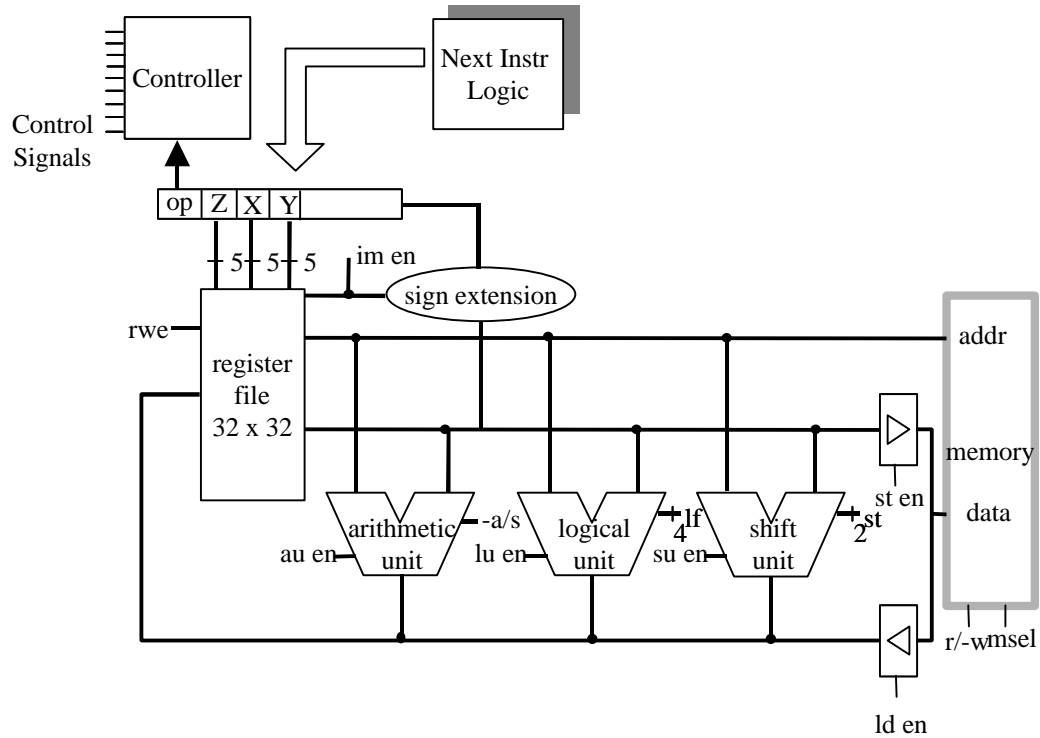 Controller
Next Instr
Logic
Control
Signals
op
Z
X
Y
5
5
5
im en
sign extension
rwe
register
file
32 x 32
addr
memory
data
st en
arithmetic
unit
-a/s
au en
logical
unit
lf
4
lu en
shift
unit
st
2
su en
r/-w
msel
ld en